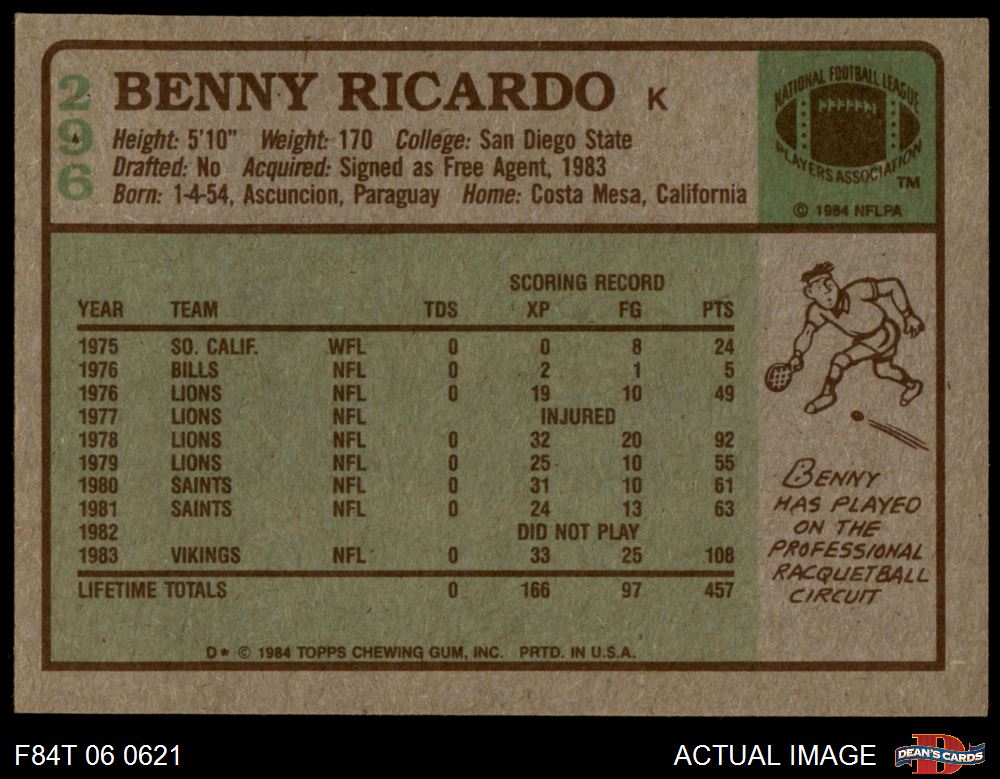 296
BENNY RICARDO K
Height: 5'10" Weight: 170 College: San Diego State
Drafted: No Acquired: Signed as Free Agent, 1983
Born: 1-4-54, Ascuncion, Paraguay Home: Costa Mesa, California
NATIONAL FOOTBALL LEAGUE
PLAYERS ASSOCIATION
TM
© 1984 NFLPA
SCORING RECORD
YEAR TEAM TDS XP FG PTS
1975 SO. CALIF. WFL 0 0 8 24
1976 BILLS NFL 0 2 1 5
1976 LIONS NFL 0 19 10 49
1977 LIONS NFL INJURED
1978 LIONS NFL 0 32 20 92
1979 LIONS NFL 0 25 10 55
1980 SAINTS NFL 0 31 10 61
1981 SAINTS NFL 0 24 13 63
1982 DID NOT PLAY
1983 VIKINGS NFL 0 33 25 108
LIFETIME TOTALS 0 166 97 457
BENNY
HAS PLAYED
ON THE
PROFESSIONAL
RACQUETBALL
CIRCUIT
D* © 1984 TOPPS CHEWING GUM, INC. PRTD. IN U.S.A.
F84T 06 0621
ACTUAL IMAGE
D
DEAN'S CARDS